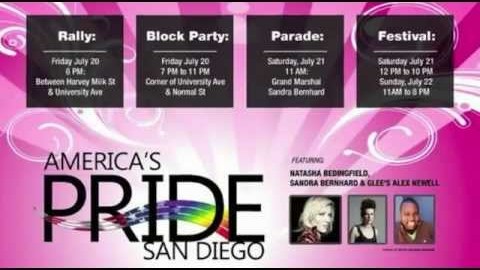 Rally:
Friday July 20
6 PM:
Between Harvey Milk St
& University Ave
Block Party:
Friday July 20
7 PM to 11 PM
Corner of University Ave
& Normal St
Parade:
Saturday, July 21
11 AM:
Grand Marshal
Sandra Bernhard
Festival:
Saturday July 21
12 PM to 10 PM
Sunday, July 22
11AM to 8 PM
AMERICA'S
PRIDE
SAN DIEGO
FEATURING:
NATASHA BEDINGFIELD,
SANDRA BERNHARD & GLEE'S ALEX NEWELL